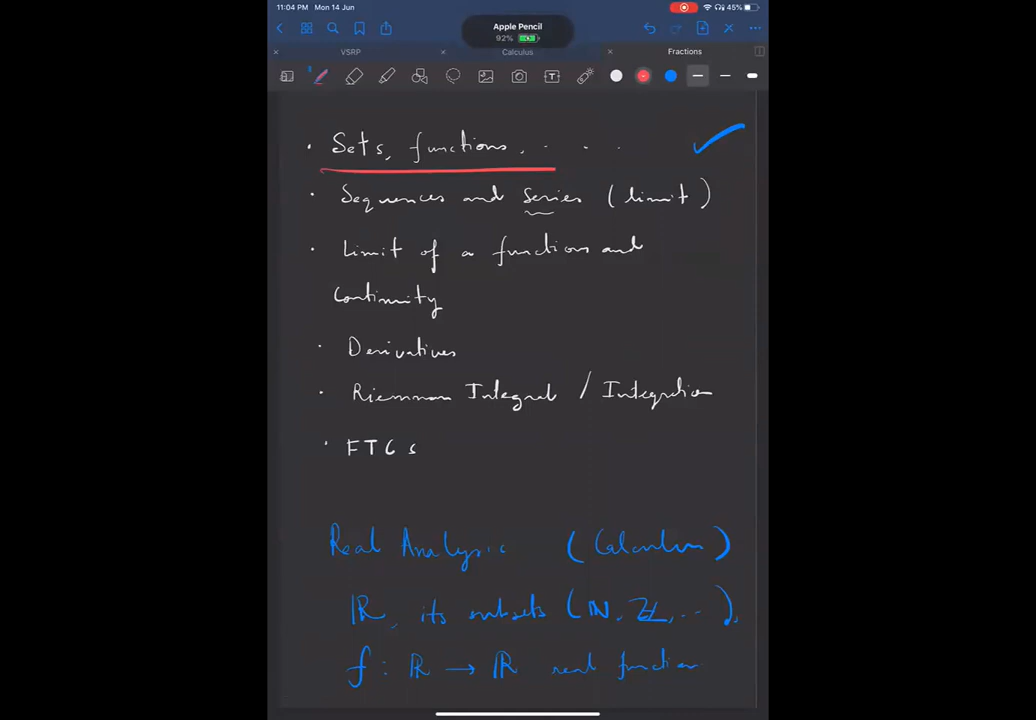 11:04 PM Mon 14 Jun
45%
Apple Pencil
92%
VSRP
Calculus
Fractions
• Sets, functions, . . .
• Sequences and series (limit)
• Limit of a functions and
Continuity
• Derivatives
• Riemman Integral / Integration
• FTCs
Real Analysis (Calculus)
ℝ, its subsets (ℕ, ℤ, ...),
f : ℝ → ℝ real function